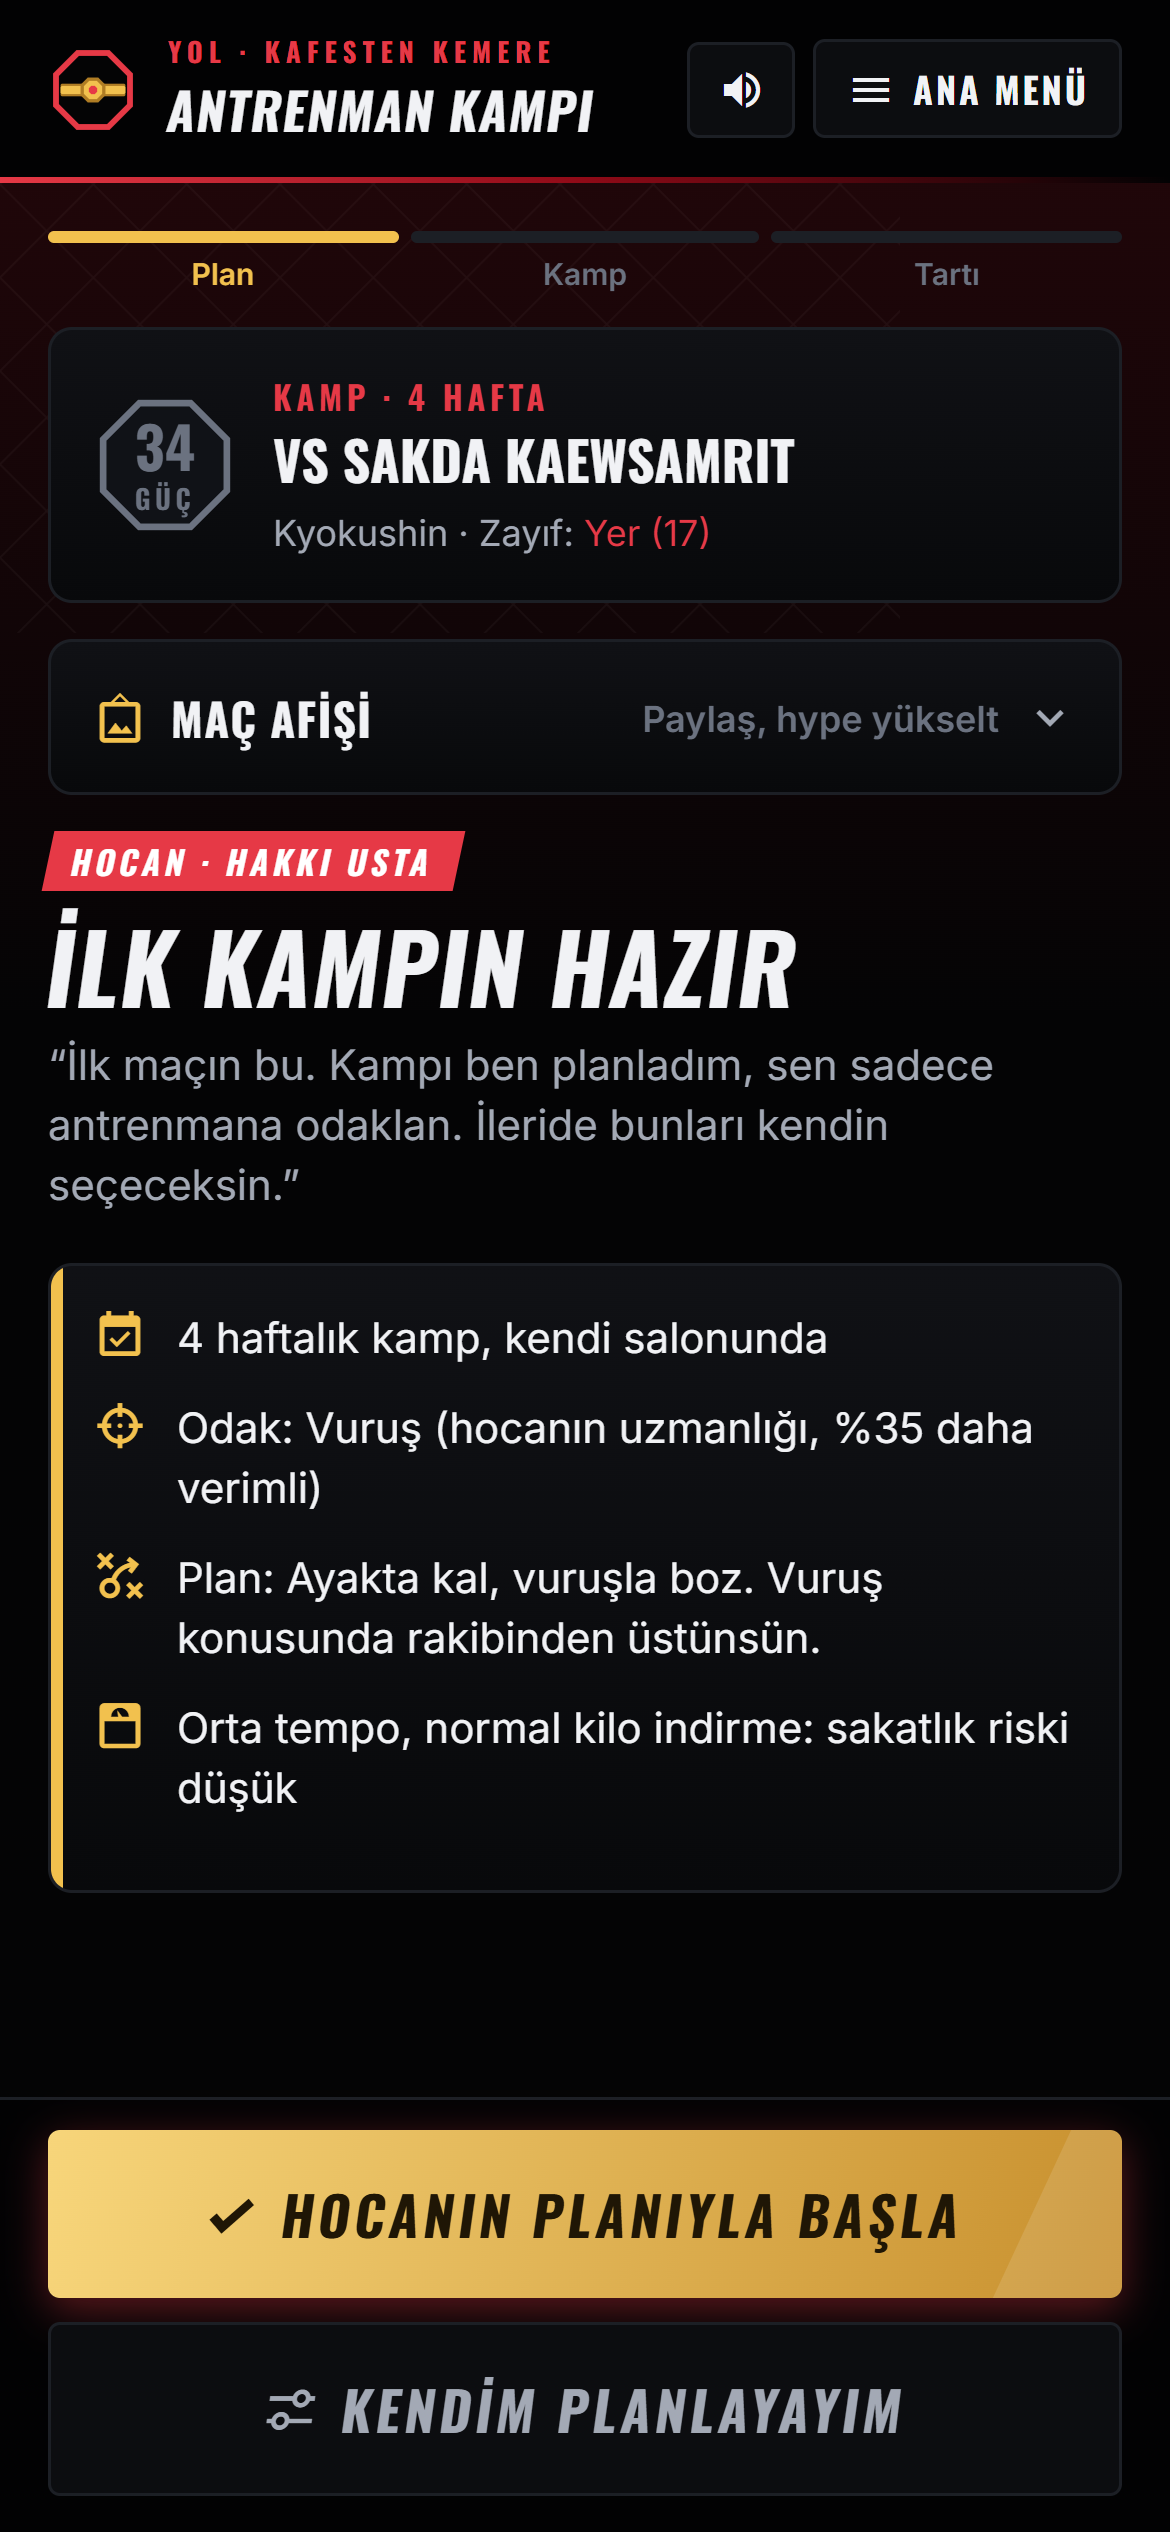 YOL · KAFESTEN KEMERE
ANTRENMAN KAMPI
ANA MENÜ
Plan
Kamp
Tartı
34
GÜÇ
KAMP · 4 HAFTA
VS SAKDA KAEWSAMRIT
Kyokushin · Zayıf: Yer (17)
MAÇ AFİŞİ
Paylaş, hype yükselt
HOCAN · HAKKI USTA
İLK KAMPIN HAZIR
“İlk maçın bu. Kampı ben planladım, sen sadece
antrenmana odaklan. İleride bunları kendin
seçeceksin.”
4 haftalık kamp, kendi salonunda
Odak: Vuruş (hocanın uzmanlığı, %35 daha
verimli)
Plan: Ayakta kal, vuruşla boz. Vuruş
konusunda rakibinden üstünsün.
Orta tempo, normal kilo indirme: sakatlık riski
düşük
HOCANIN PLANIYLA BAŞLA
KENDİM PLANLAYAYIM